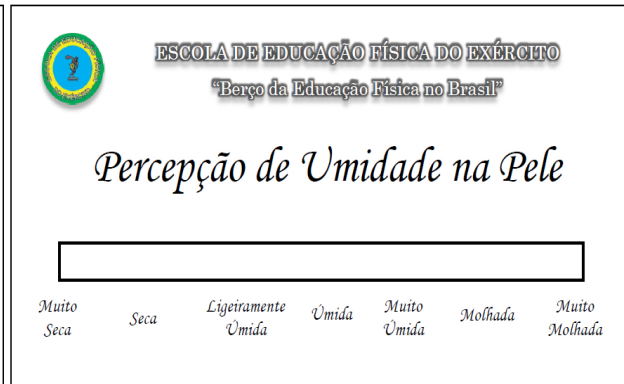 ESCOLA DE EDUCAÇÃO FÍSICA DO EXÉRCITO
“Berço da Educação Física no Brasil”
Percepção de Umidade na Pele
Muito Seca
Seca
Ligeiramente Úmida
Úmida
Muito Úmida
Molhada
Muito Molhada